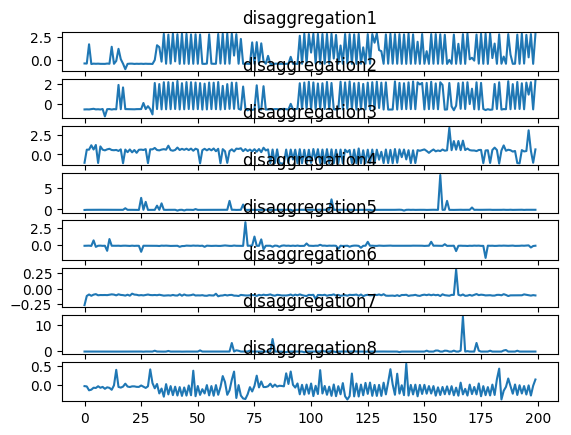 disaggregation1
2.5
0.0
disaggregation2
2
0
disaggregation3
2.5
0.0
disaggregation4
5
0
disaggregation5
2.5
0.0
disaggregation6
0.25
0.00
−0.25
disaggregation7
10
0
disaggregation8
0.5
0.0
0 25 50 75 100 125 150 175 200